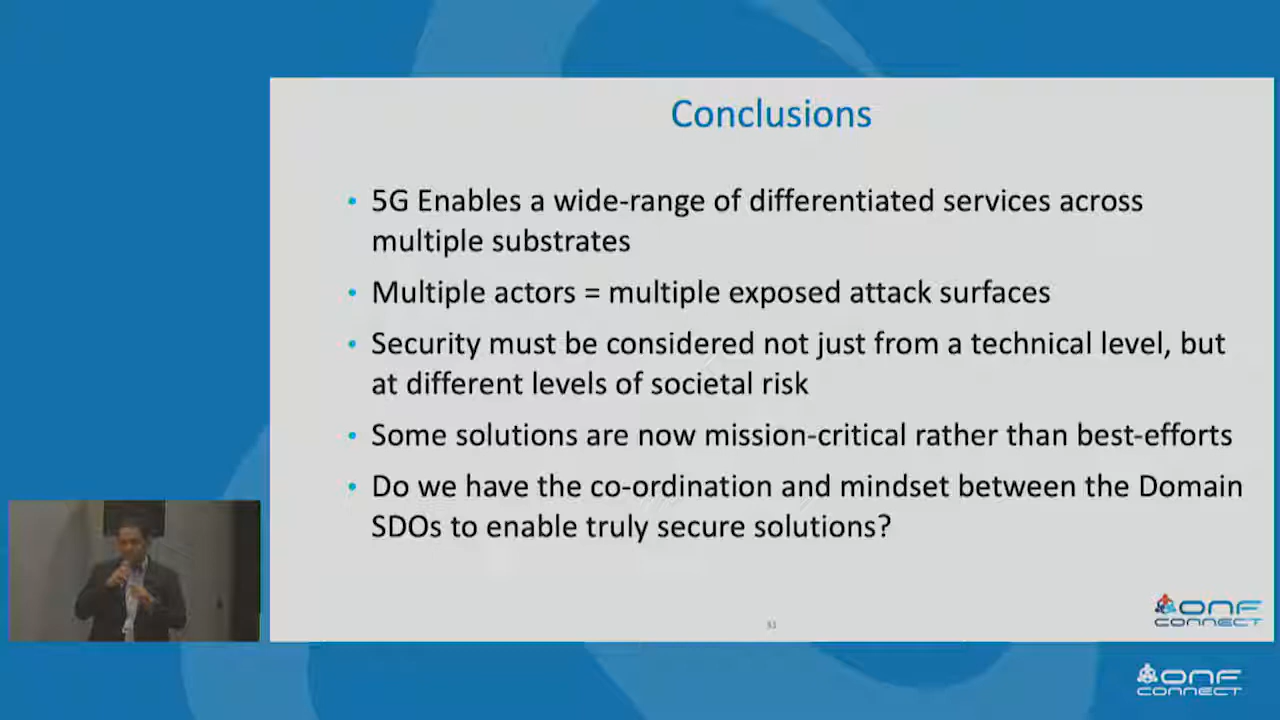 Conclusions
• 5G Enables a wide-range of differentiated services across
multiple substrates
• Multiple actors = multiple exposed attack surfaces
• Security must be considered not just from a technical level, but
at different levels of societal risk
• Some solutions are now mission-critical rather than best-efforts
• Do we have the co-ordination and mindset between the Domain
SDOs to enable truly secure solutions?
ONF
CONNECT
ONF
CONNECT